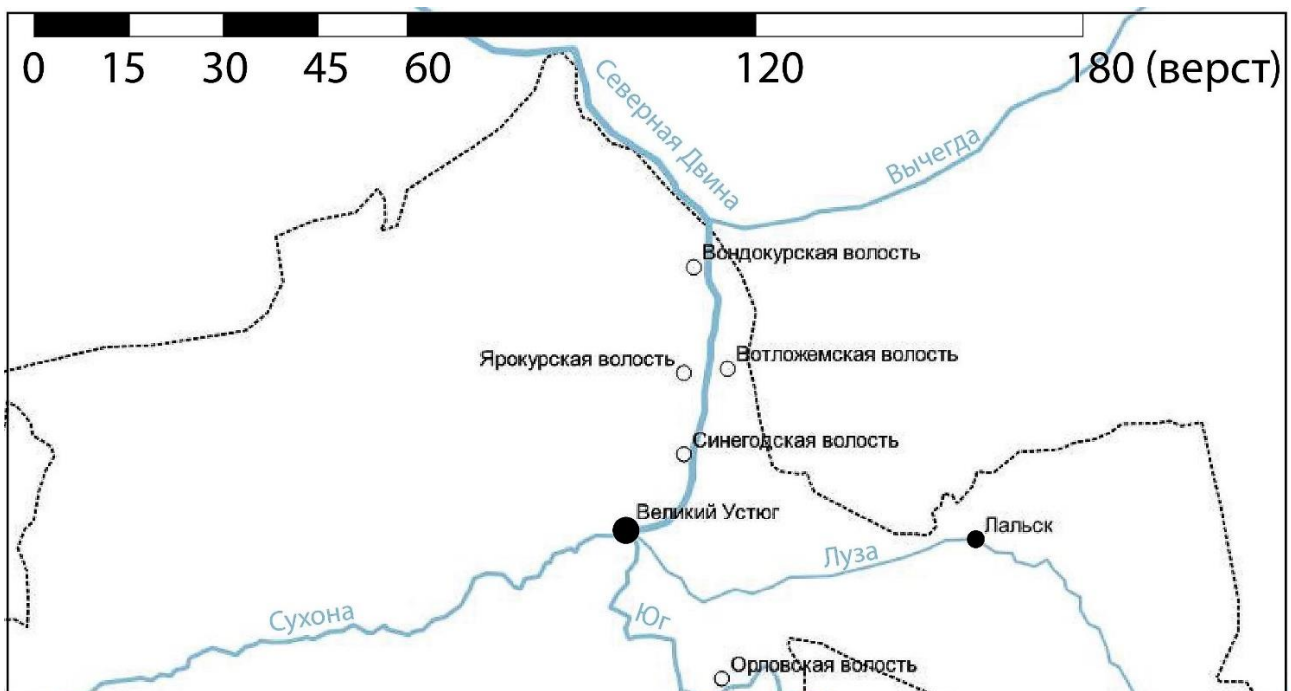 0 15 30 45 60 120 180 (верст)
Северная Двина
Вычегда
Вондокурская волость
Ярокурская волость
Вотложемская волость
Синегодская волость
Великий Устюг
Лальск
Луза
Сухона
Юг
Орловская волость